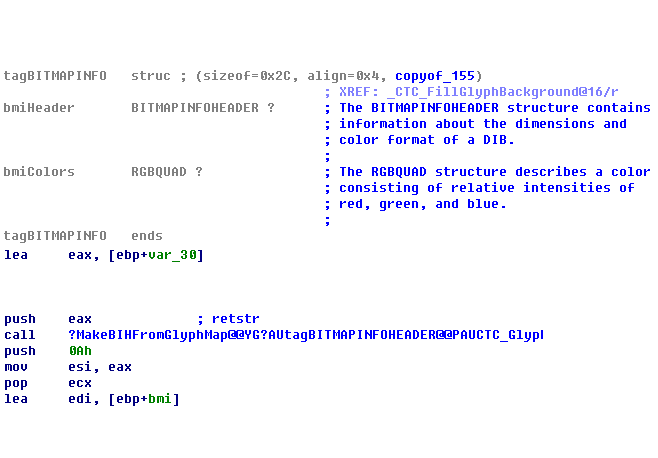 tagBITMAPINFO struc ; (sizeof=0x2C, align=0x4, copyof_155)
; XREF: _CTC_FillGlyphBackground@16/r
bmiHeader BITMAPINFOHEADER ? ; The BITMAPINFOHEADER structure contains
; information about the dimensions and
; color format of a DIB.
;
bmiColors RGBQUAD ? ; The RGBQUAD structure describes a color
; consisting of relative intensities of
; red, green, and blue.
;
tagBITMAPINFO ends
lea eax, [ebp+var_30]
push eax ; retstr
call ?MakeBIHFromGlyphMap@@YG?AUtagBITMAPINFOHEADER@@PAUCTC_Glyp
push 0Ah
mov esi, eax
pop ecx
lea edi, [ebp+bmi]